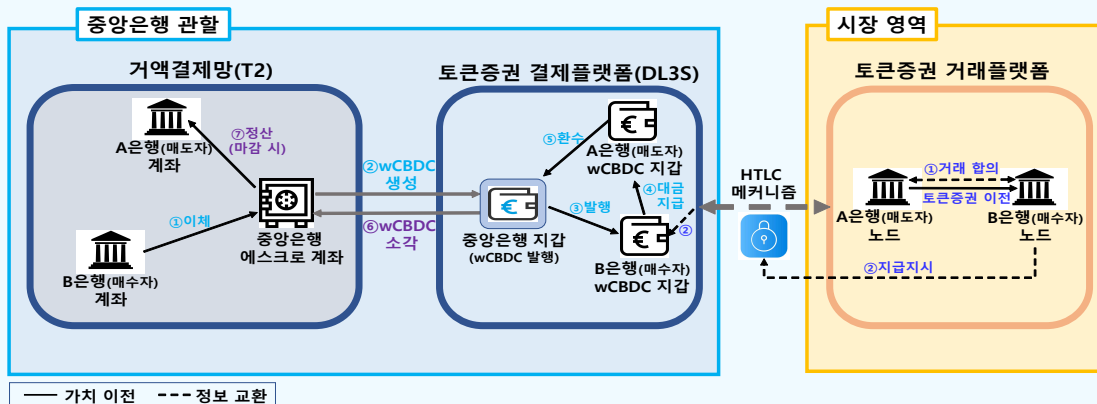 중앙은행 관할
거액결제망(T2)
A은행(매도자)
계좌
⑦정산
(마감 시)
①이체
중앙은행
에스크로 계좌
B은행(매수자)
계좌
②wCBDC
생성
⑥wCBDC
소각
토큰증권 결제플랫폼(DL3S)
⑤환수
A은행(매도자)
wCBDC 지갑
④대금
지급
③발행
②
중앙은행 지갑
(wCBDC 발행)
B은행(매수자)
wCBDC 지갑
HTLC
메커니즘
시장 영역
토큰증권 거래플랫폼
①거래 합의
토큰증권 이전
A은행(매도자)
노드
B은행(매수자)
노드
②지급지시
가치 이전
정보 교환